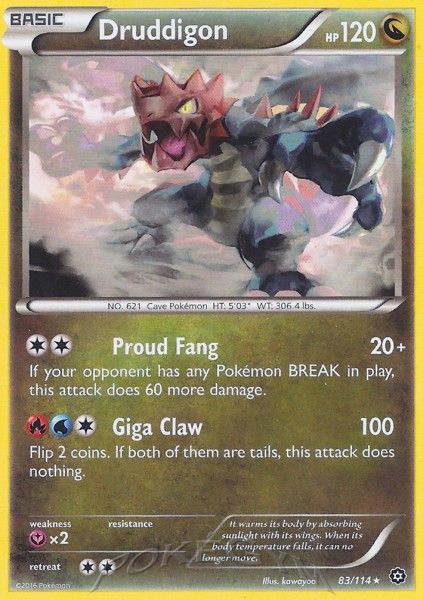 BASIC
Druddigon HP 120
NO. 621 Cave Pokémon HT: 5'03" WT: 306.4 lbs.
Proud Fang 20+
If your opponent has any Pokémon BREAK in play,
this attack does 60 more damage.
Giga Claw 100
Flip 2 coins. If both of them are tails, this attack does
nothing.
weakness resistance
×2
It warms its body by absorbing
sunlight with its wings. When its
body temperature falls, it can no
longer move.
retreat
©2016 Pokémon
Illus. kawayoo 83/114 ★